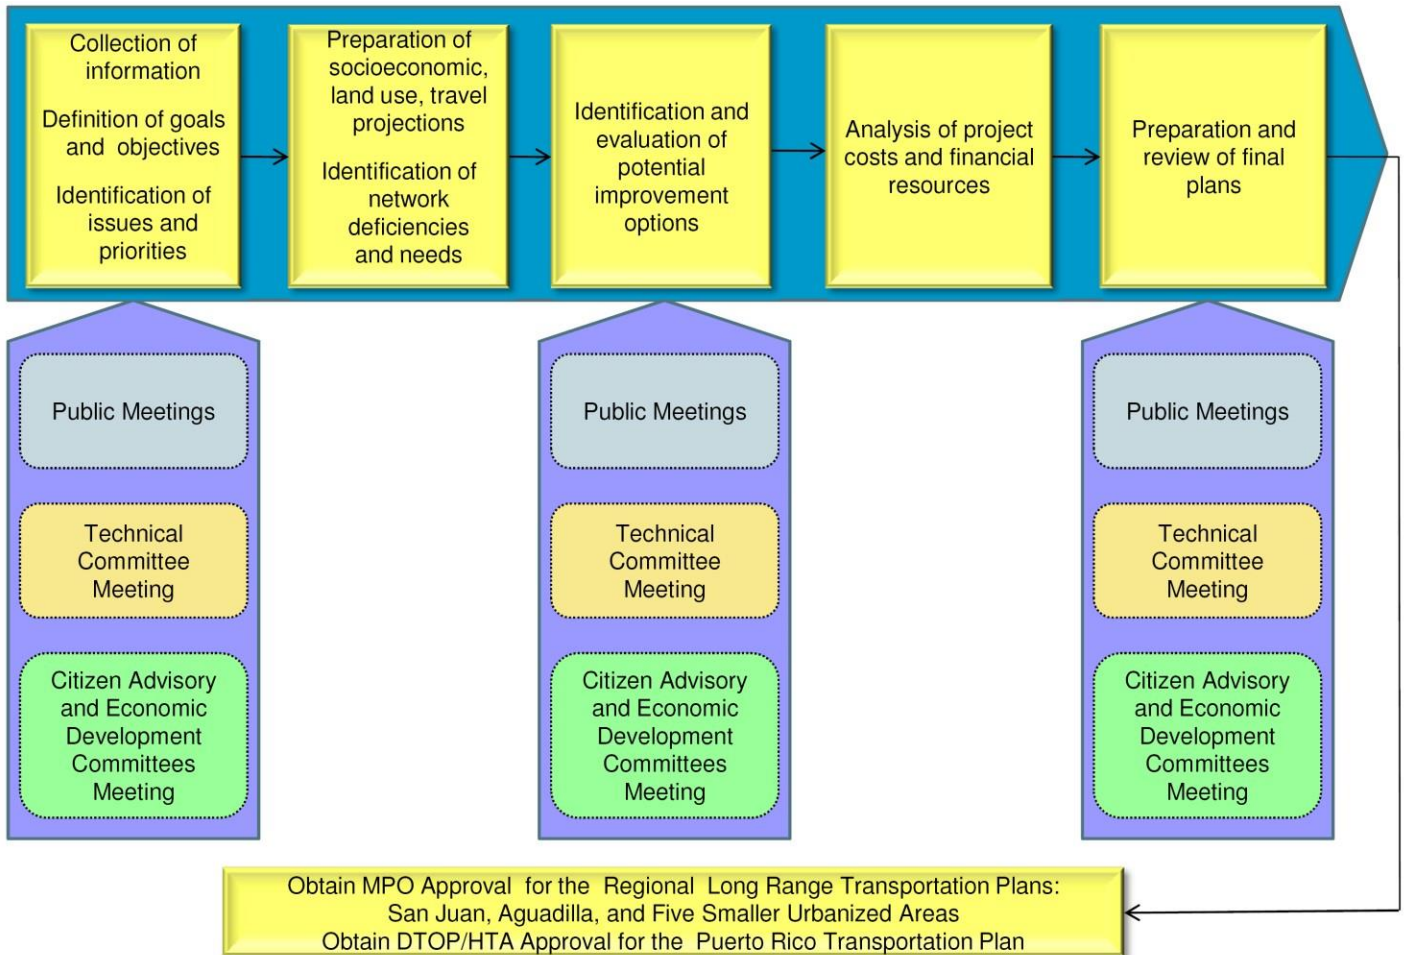 Collection of
information
Definition of goals
and objectives
Identification of
issues and
priorities
Preparation of
socioeconomic,
land use, travel
projections
Identification of
network
deficiencies
and needs
Identification and
evaluation of
potential
improvement
options
Analysis of project
costs and financial
resources
Preparation and
review of final
plans
Public Meetings
Technical
Committee
Meeting
Citizen Advisory
and Economic
Development
Committees
Meeting
Public Meetings
Technical
Committee
Meeting
Citizen Advisory
and Economic
Development
Committees
Meeting
Public Meetings
Technical
Committee
Meeting
Citizen Advisory
and Economic
Development
Committees
Meeting
Obtain MPO Approval for the Regional Long Range Transportation Plans:
San Juan, Aguadilla, and Five Smaller Urbanized Areas
Obtain DTOP/HTA Approval for the Puerto Rico Transportation Plan